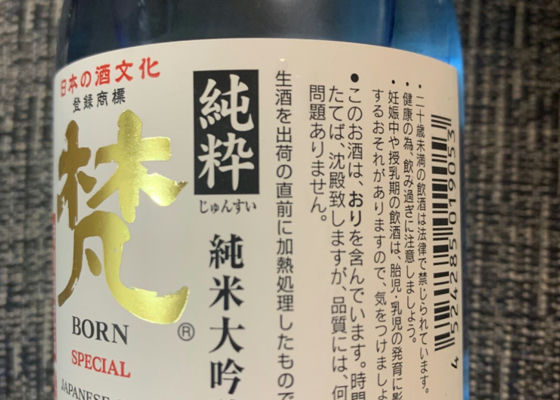 日本の酒文化
登録商標
梵
BORN
SPECIAL
JAPANESE
®
純粋
じゅんすい
純米大吟
生酒を出荷の直前に加熱処理したもので
●このお酒は、おりを含んでいます。時間
たてば、沈殿致しますが、品質には、何
問題ありません。
・二十歳未満の飲酒は法律で禁じられています。
・健康の為、飲み過ぎに注意しましょう。
・妊娠中や授乳期の飲酒は、胎児・乳児の発育に影
するおそれがありますので、気をつけましょ
4 524285 019053